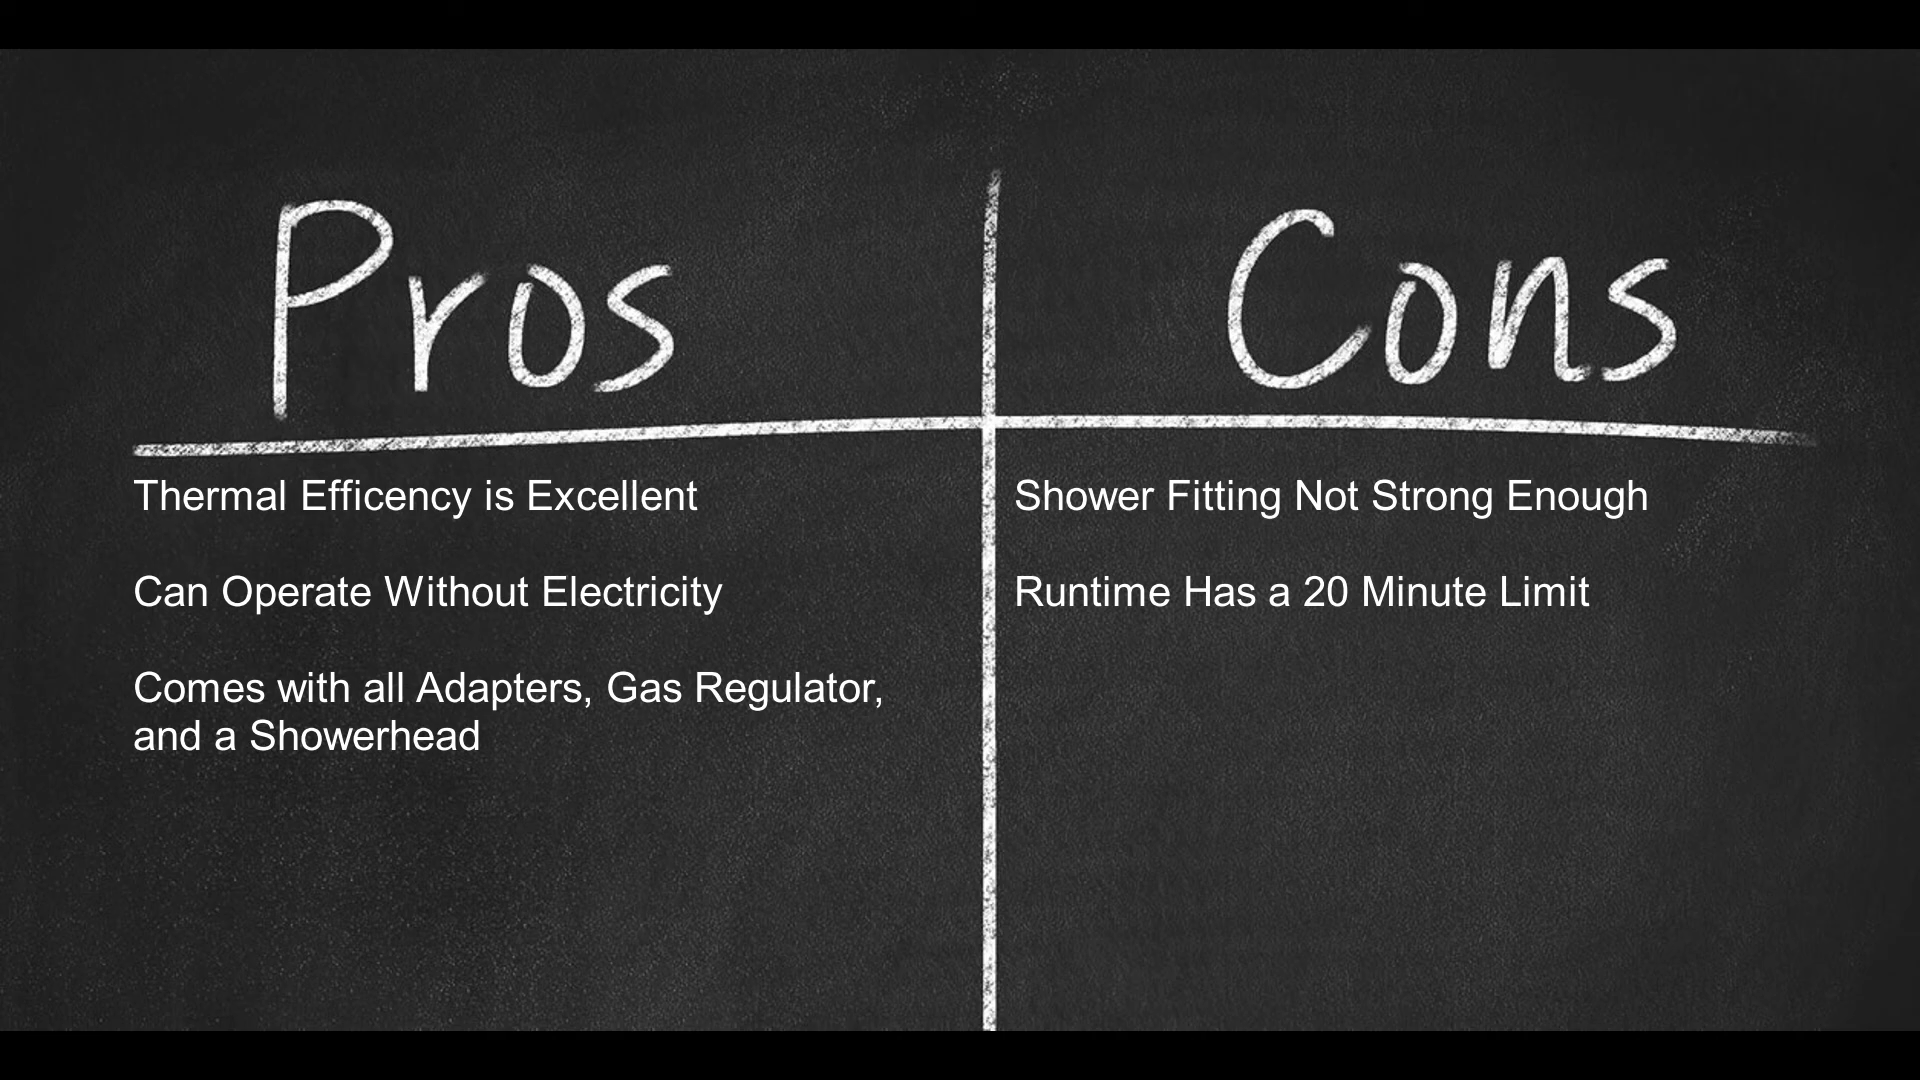 Pros
Cons
Thermal Efficency is Excellent
Can Operate Without Electricity
Comes with all Adapters, Gas Regulator,
and a Showerhead
Shower Fitting Not Strong Enough
Runtime Has a 20 Minute Limit